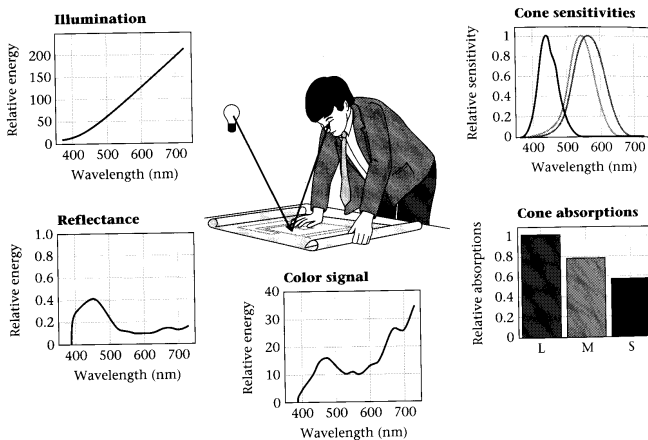 Illumination
Relative energy
200
150
100
50
0
400 500 600 700
Wavelength (nm)
Cone sensitivities
Relative sensitivity
1
0.8
0.6
0.4
0.2
0
400 500 600 700
Wavelength (nm)
Reflectance
Relative energy
1.0
0.8
0.6
0.4
0.2
0
400 500 600 700
Wavelength (nm)
Color signal
Relative energy
40
30
20
10
0
400 500 600 700
Wavelength (nm)
Cone absorptions
Relative absorptions
1
0.8
0.6
0.4
0.2
0
L M S